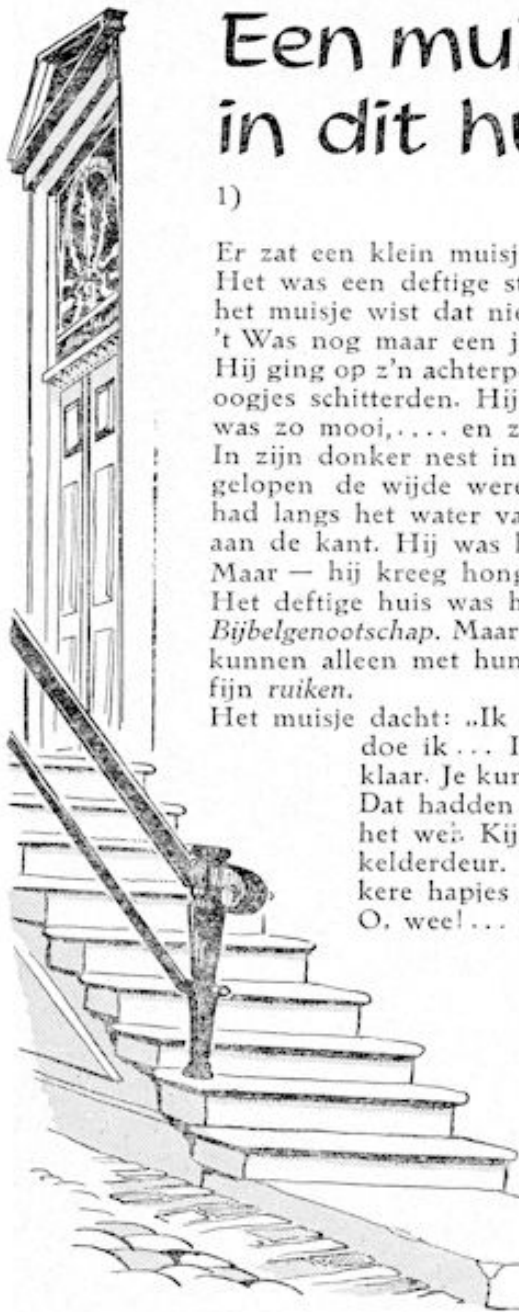 Een mui
in dit hu
1)
Er zat een klein muisj
Het was een deftige st
het muisje wist dat nie
't Was nog maar een j
Hij ging op z'n achterp
oogjes schitterden. Hij
was zo mooi,.... en z
In zijn donker nest in
gelopen de wijde were
had langs het water va
aan de kant. Hij was
Maar — hij kreeg hong
Het deftige huis was h
Bijbelgenootschap. Maar
kunnen alleen met hun
fijn ruiken.
Het muisje dacht: „Ik
doe ik ... I
klaar. Je kun
Dat hadden
het wel. Kij
kelderdeur.
kere hapjes
O, wee!...